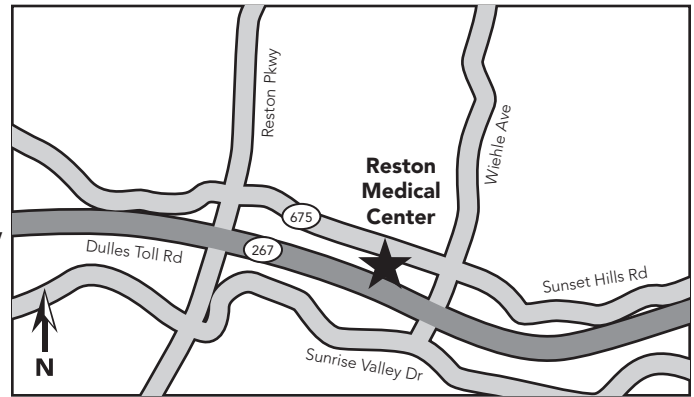 Reston Pkwy
Wiehle Ave
Reston
Medical
Center
675
267
Dulles Toll Rd
Sunset Hills Rd
Sunrise Valley Dr
N